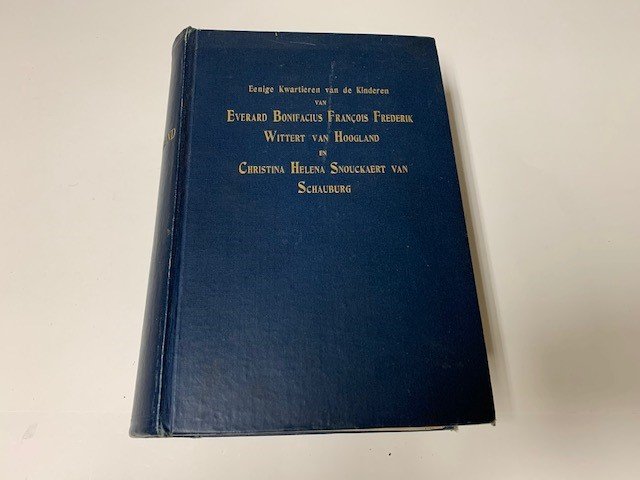 Eenige Kwartieren van de Kinderen
VAN
EVERARD BONIFACIUS FRANÇOIS FREDERIK
WITTERT VAN HOOGLAND
EN
CHRISTINA HELENA SNOUCKAERT VAN
SCHAUBURG